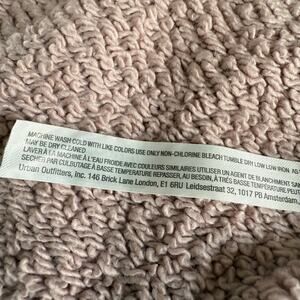 MACHINE WASH COLD WITH LIKE COLORS USE ONLY NON-CHLORINE BLEACH TUMBLE DRY LOW LOW IRON AS
MAY BE DRY CLEANED
LAVER À LA MACHINE À L'EAU FROIDE AVEC COULEURS SIMILAIRES UTILISER UN AGENT DE BLANCHIMENT SAN
SÉCHER PAR CULBUTAGE À BASSE TEMPÉRATURE REPASSER, AU BESOIN, À TRÈS BASSE TEMPÉRATURE PEUT
Urban Outfitters, Inc. 146 Brick Lane London, E1 6RU Leidsestraat 32, 1017 PB Amsterdam,